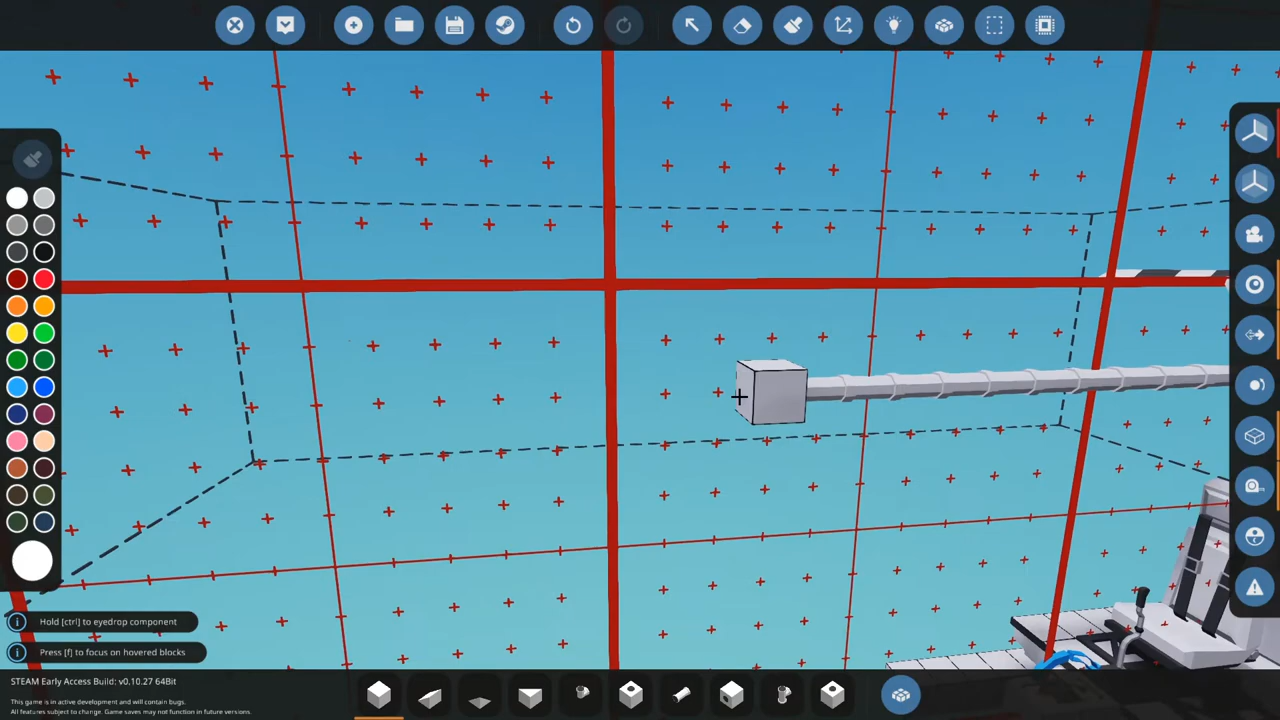 Hold [ctrl] to eyedrop component
Press [f] to focus on hovered blocks
STEAM Early Access Build: v0.10.27 64Bit
This game is in active development and will contain bugs.
All features subject to change. Game saves may not function in future versions.